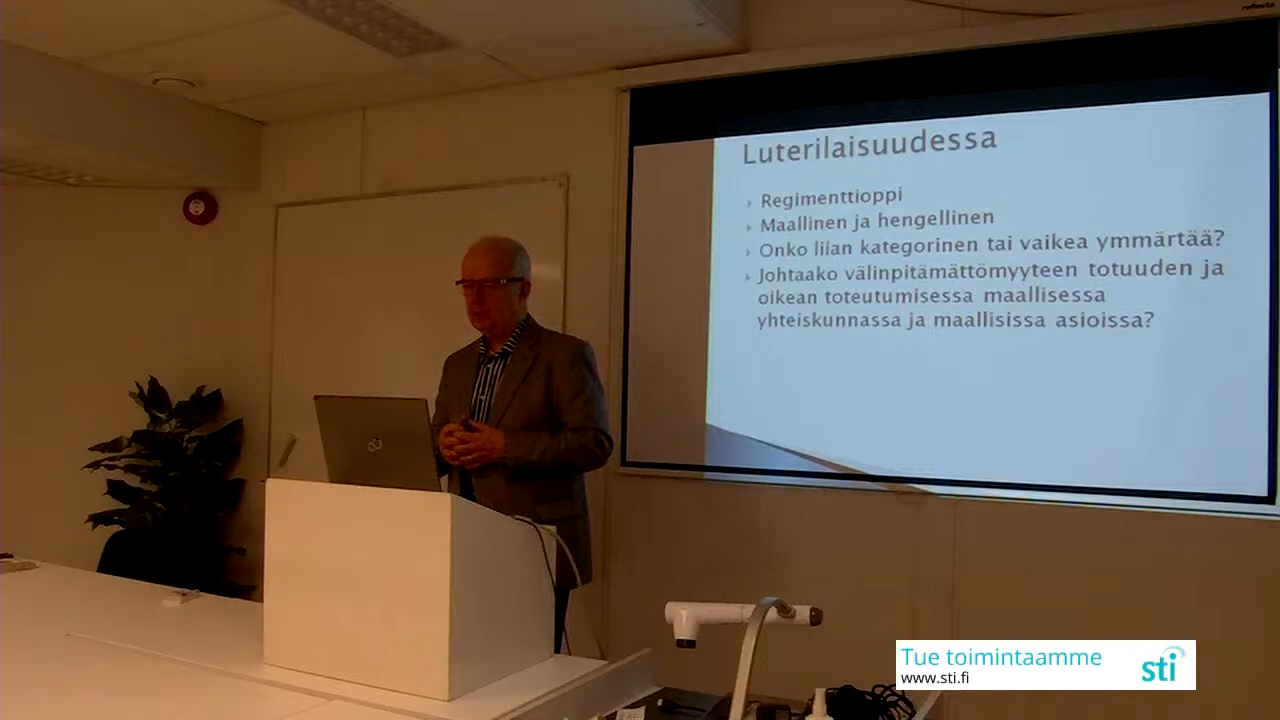 reflecta
Luterilaisuudessa
Regimenttioppi
Maallinen ja hengellinen
Onko liian kategorinen tai vaikea ymmärtää?
Johtaako välinpitämättömyyteen totuuden ja
oikean toteutumisessa maallisessa
yhteiskunnassa ja maallisissa asioissa?
Tue toimintaamme
www.sti.fi
sti